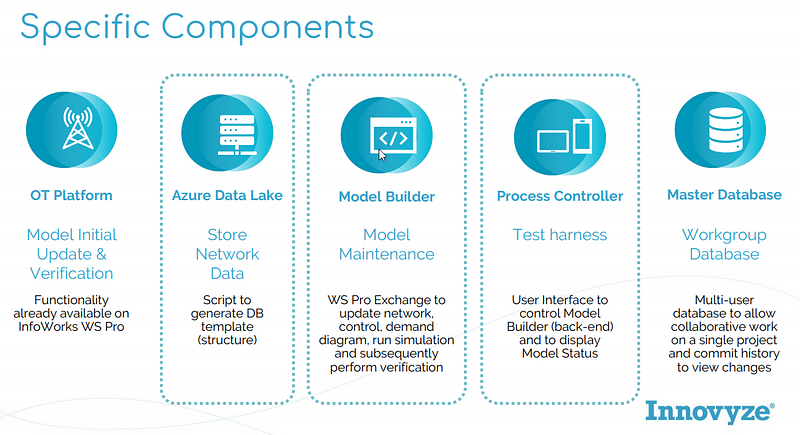 Specific Components
OT Platform
Model Initial
Update &
Verification
Functionality
already available on
InfoWorks WS Pro
Azure Data Lake
Store
Network
Data
Script to
generate DB
template
(structure)
</>
Model Builder
Model
Maintenance
WS Pro Exchange to
update network,
control, demand
diagram, run simulation
and subsequently
perform verification
Process Controller
Test harness
User Interface to
control Model
Builder (back-end)
and to display
Model Status
Master Database
Workgroup
Database
Multi-user
database to allow
collaborative work
on a single project
and commit history
to view changes
Innovyze®